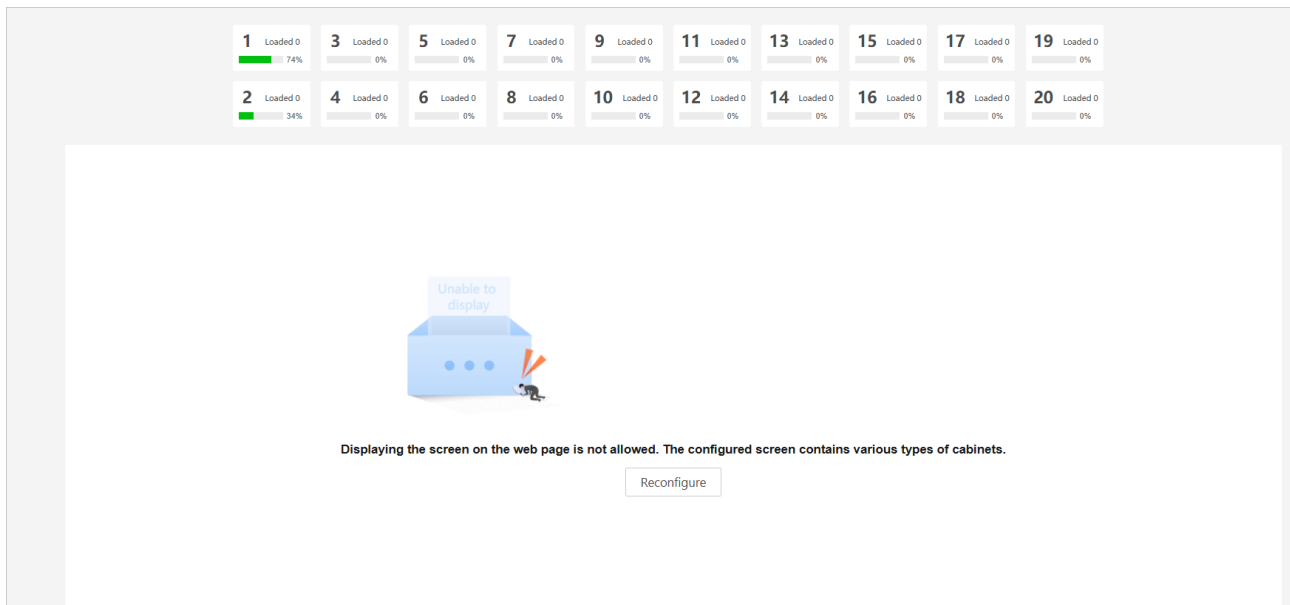 1 Loaded 0 3 Loaded 0 5 Loaded 0 7 Loaded 0 9 Loaded 0 11 Loaded 0 13 Loaded 0 15 Loaded 0 17 Loaded 0 19 Loaded 0
74% 0% 0% 0% 0% 0% 0% 0% 0% 0%
2 Loaded 0 4 Loaded 0 6 Loaded 0 8 Loaded 0 10 Loaded 0 12 Loaded 0 14 Loaded 0 16 Loaded 0 18 Loaded 0 20 Loaded 0
34% 0% 0% 0% 0% 0% 0% 0% 0% 0%
Unable to
display
Displaying the screen on the web page is not allowed. The configured screen contains various types of cabinets.
Reconfigure